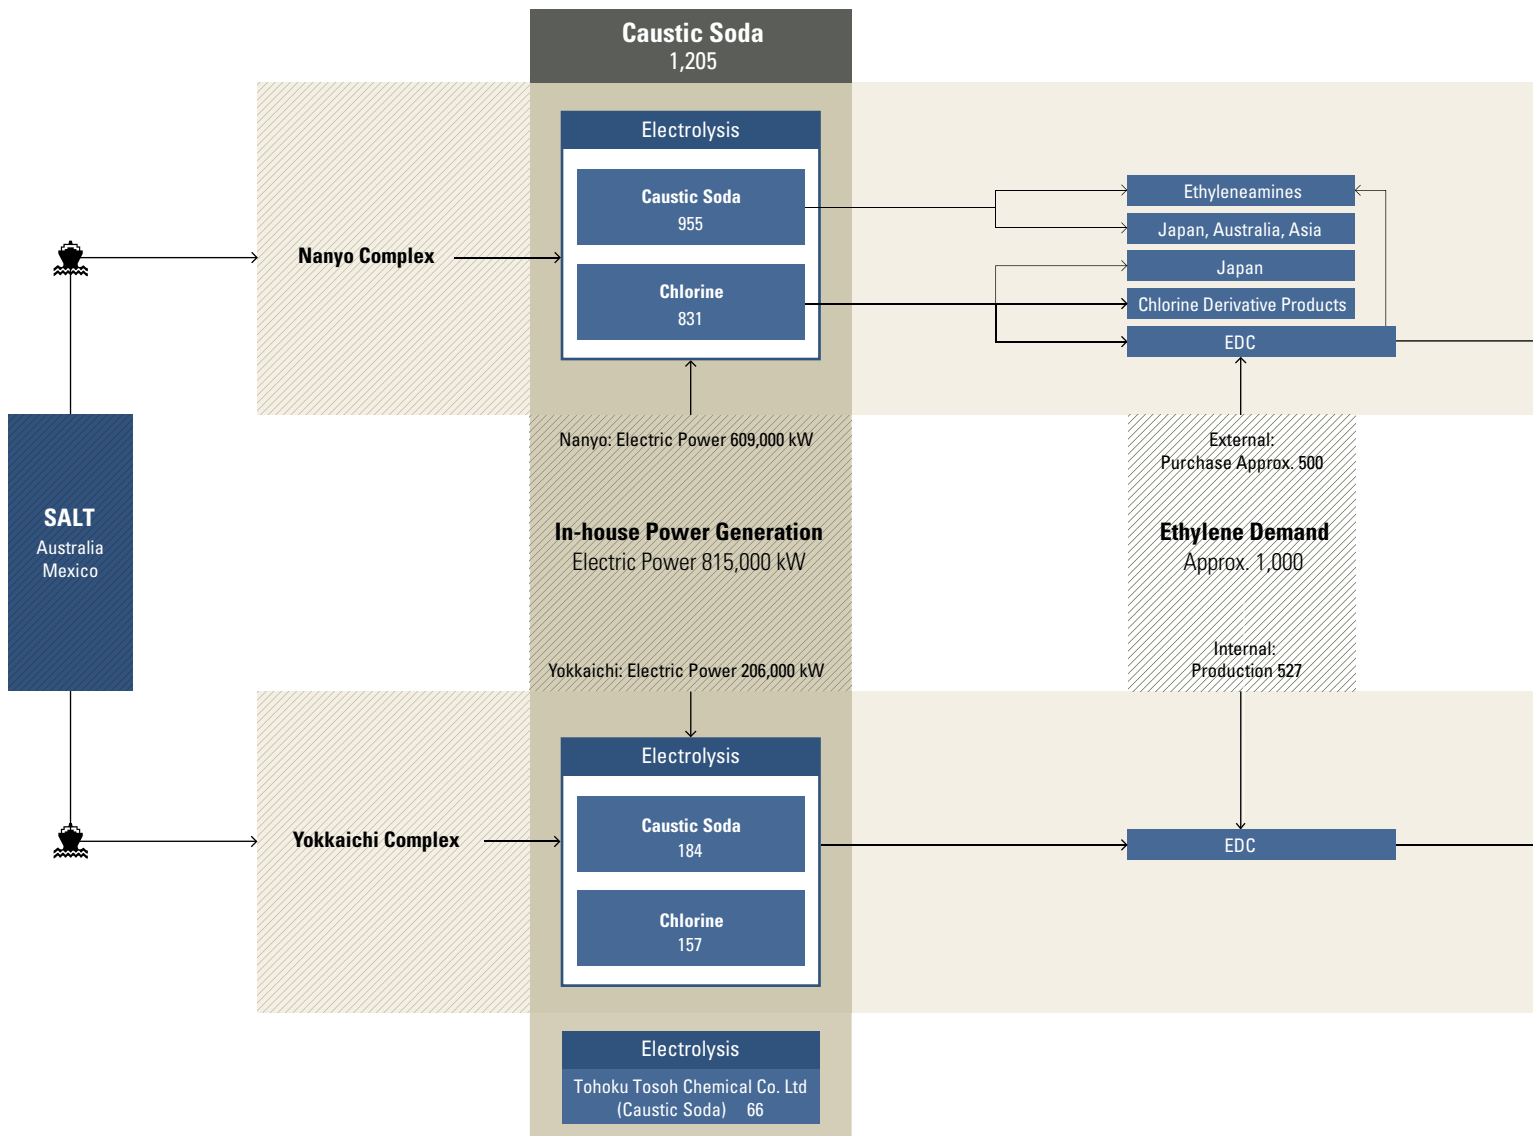 Caustic Soda
1,205
Electrolysis
Caustic Soda
955
Chlorine
831
Nanyo Complex
Ethyleneamines
Japan, Australia, Asia
Japan
Chlorine Derivative Products
EDC
Nanyo: Electric Power 609,000 kW
External:
Purchase Approx. 500
SALT
Australia
Mexico
In-house Power Generation
Electric Power 815,000 kW
Ethylene Demand
Approx. 1,000
Yokkaichi: Electric Power 206,000 kW
Internal:
Production 527
Yokkaichi Complex
Electrolysis
Caustic Soda
184
Chlorine
157
EDC
Electrolysis
Tohoku Tosoh Chemical Co. Ltd
(Caustic Soda) 66